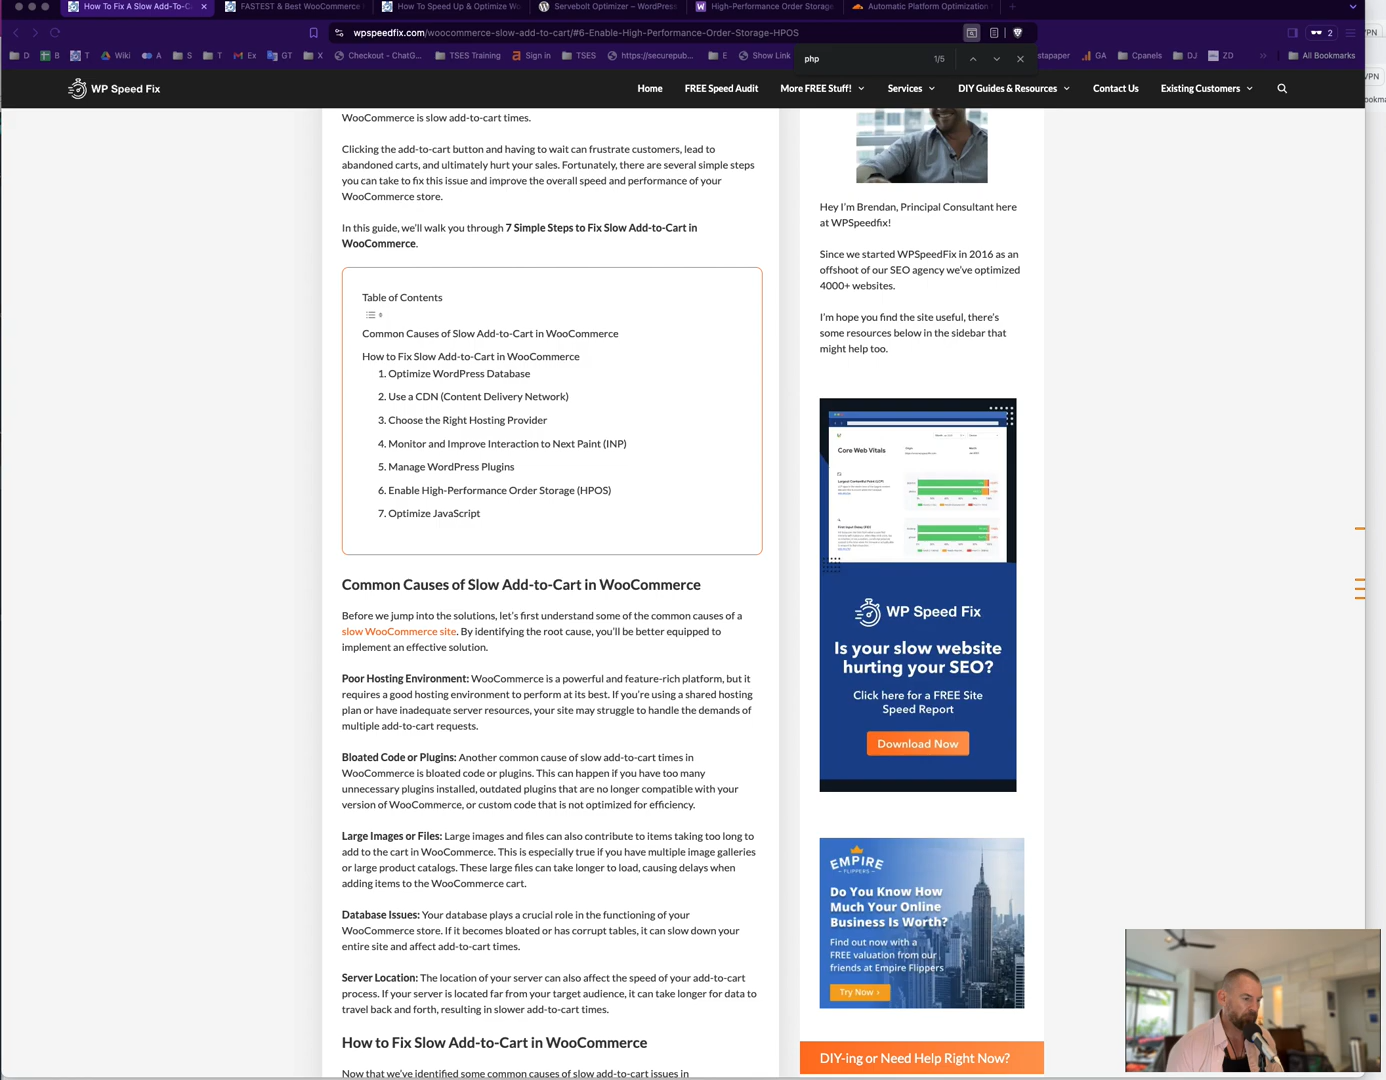 How To Fix A Slow Add-To-C
FASTEST & Best WooCommerce
How To Speed Up & Optimize Wo
Servebolt Optimizer – WordPress
High-Performance Order Storage
Automatic Platform Optimization
wpspeedfix.com/woocommerce-slow-add-to-cart/#6-Enable-High-Performance-Order-Storage-HPOS
2
VPN
D
B
T
Wiki
A
S
T
Ex
GT
X
Checkout - ChatG...
TSES Training
Sign in
TSES
https://securepub...
E
Show Link
stapaper
GA
Cpanels
DJ
ZD
All Bookmarks
php
1/5
VPN
WP Speed Fix
Home
FREE Speed Audit
More FREE Stuff!
Services
DIY Guides & Resources
Contact Us
Existing Customers
WooCommerce is slow add-to-cart times.
Clicking the add-to-cart button and having to wait can frustrate customers, lead to
abandoned carts, and ultimately hurt your sales. Fortunately, there are several simple steps
you can take to fix this issue and improve the overall speed and performance of your
WooCommerce store.
In this guide, we'll walk you through 7 Simple Steps to Fix Slow Add-to-Cart in
WooCommerce.
Table of Contents
Common Causes of Slow Add-to-Cart in WooCommerce
How to Fix Slow Add-to-Cart in WooCommerce
1. Optimize WordPress Database
2. Use a CDN (Content Delivery Network)
3. Choose the Right Hosting Provider
4. Monitor and Improve Interaction to Next Paint (INP)
5. Manage WordPress Plugins
6. Enable High-Performance Order Storage (HPOS)
7. Optimize JavaScript
Common Causes of Slow Add-to-Cart in WooCommerce
Before we jump into the solutions, let's first understand some of the common causes of a
slow WooCommerce site. By identifying the root cause, you'll be better equipped to
implement an effective solution.
Poor Hosting Environment: WooCommerce is a powerful and feature-rich platform, but it
requires a good hosting environment to perform at its best. If you're using a shared hosting
plan or have inadequate server resources, your site may struggle to handle the demands of
multiple add-to-cart requests.
Bloated Code or Plugins: Another common cause of slow add-to-cart times in
WooCommerce is bloated code or plugins. This can happen if you have too many
unnecessary plugins installed, outdated plugins that are no longer compatible with your
version of WooCommerce, or custom code that is not optimized for efficiency.
Large Images or Files: Large images and files can also contribute to items taking too long to
add to the cart in WooCommerce. This is especially true if you have multiple image galleries
or large product catalogs. These large files can take longer to load, causing delays when
adding items to the WooCommerce cart.
Database Issues: Your database plays a crucial role in the functioning of your
WooCommerce store. If it becomes bloated or has corrupt tables, it can slow down your
entire site and affect add-to-cart times.
Server Location: The location of your server can also affect the speed of your add-to-cart
process. If your server is located far from your target audience, it can take longer for data to
travel back and forth, resulting in slower add-to-cart times.
How to Fix Slow Add-to-Cart in WooCommerce
Now that we've identified some common causes of slow add-to-cart issues in
Hey I'm Brendan, Principal Consultant here
at WPSpeedfix!
Since we started WPSpeedFix in 2016 as an
offshoot of our SEO agency we've optimized
4000+ websites.
I'm hope you find the site useful, there's
some resources below in the sidebar that
might help too.
Core Web Vitals
WP Speed Fix
Is your slow website
hurting your SEO?
Click here for a FREE Site
Speed Report
Download Now
EMPIRE
FLIPPERS
Do You Know How
Much Your Online
Business Is Worth?
Find out now with a
FREE valuation from our
friends at Empire Flippers
Try Now ›
DIY-ing or Need Help Right Now?